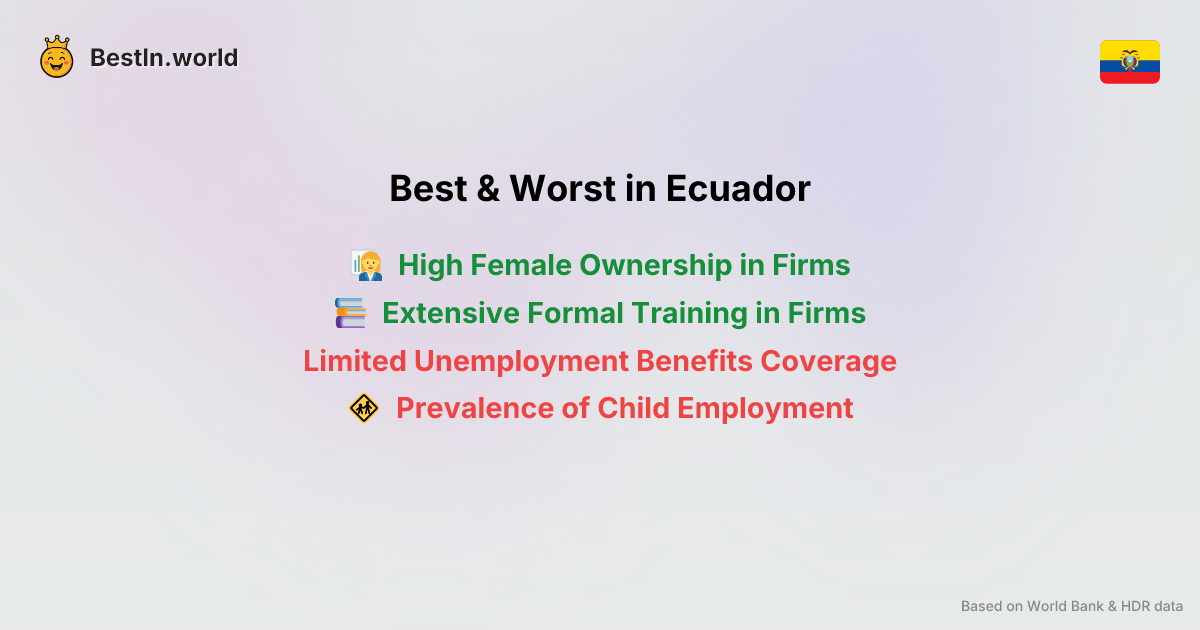 BestIn.world
Best & Worst in Ecuador
High Female Ownership in Firms
Extensive Formal Training in Firms
Limited Unemployment Benefits Coverage
Prevalence of Child Employment
Based on World Bank & HDR data